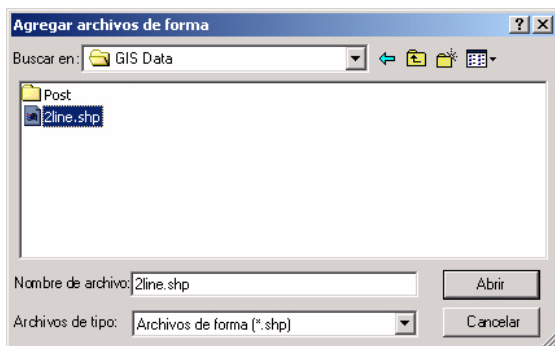 Agregar archivos de forma
Buscar en: GIS Data
Post
2line.shp
Nombre de archivo: 2line.shp
Abrir
Archivos de tipo: Archivos de forma (*.shp)
Cancelar